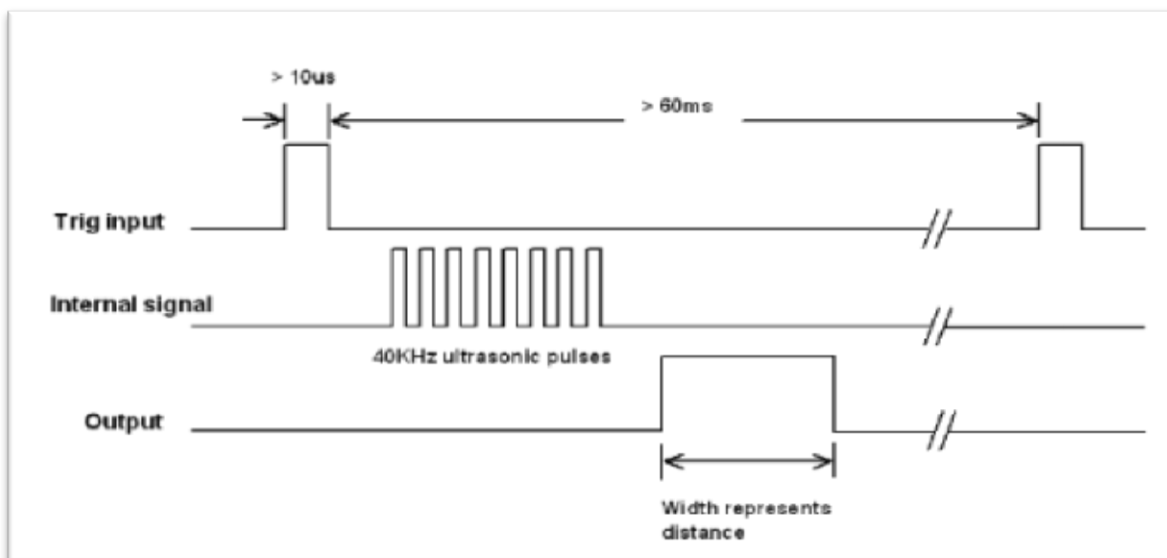 > 10us
> 60ms
Trig input
Internal signal
40KHz ultrasonic pulses
Output
Width represents
distance